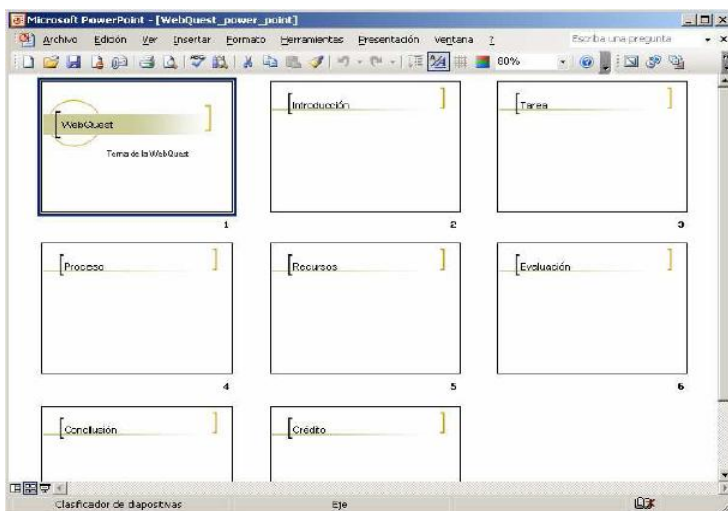 Microsoft PowerPoint - [WebQuest_power_point]
Archivo Edición Ver Insertar Formato Herramientas Presentación Ventana ? Escriba una pregunta
80%
WebQuest
Tema de la WebQuest
1
Introducción
2
Tarea
3
Proceso
4
Recursos
5
Evaluación
6
Conclusión
Crédito
Clasificador de diapositivas Eje